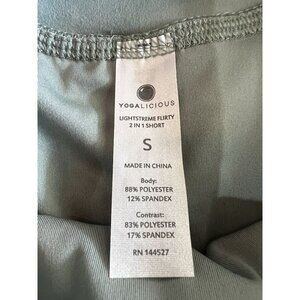 YOGALICIOUS
LIGHTSTREME FLIRTY
2 IN 1 SHORT
S
MADE IN CHINA
Body:
88% POLYESTER
12% SPANDEX
Contrast:
83% POLYESTER
17% SPANDEX
RN 144527